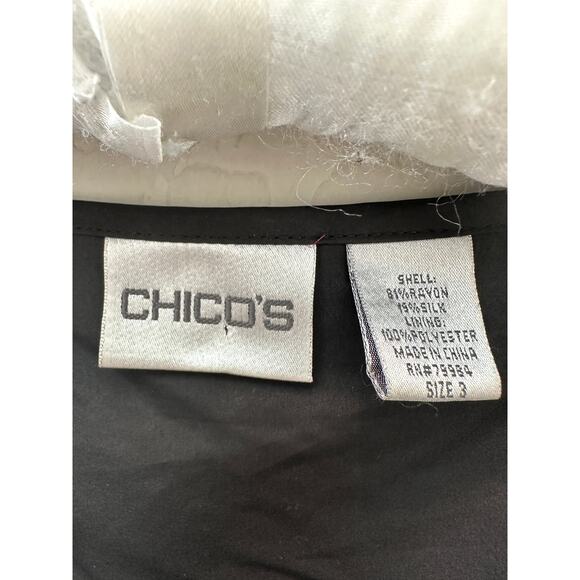 CHICO'S
SHELL:
81%RAYON
19%SILK
LINING:
100%POLYESTER
MADE IN CHINA
RN#79984
SIZE 3